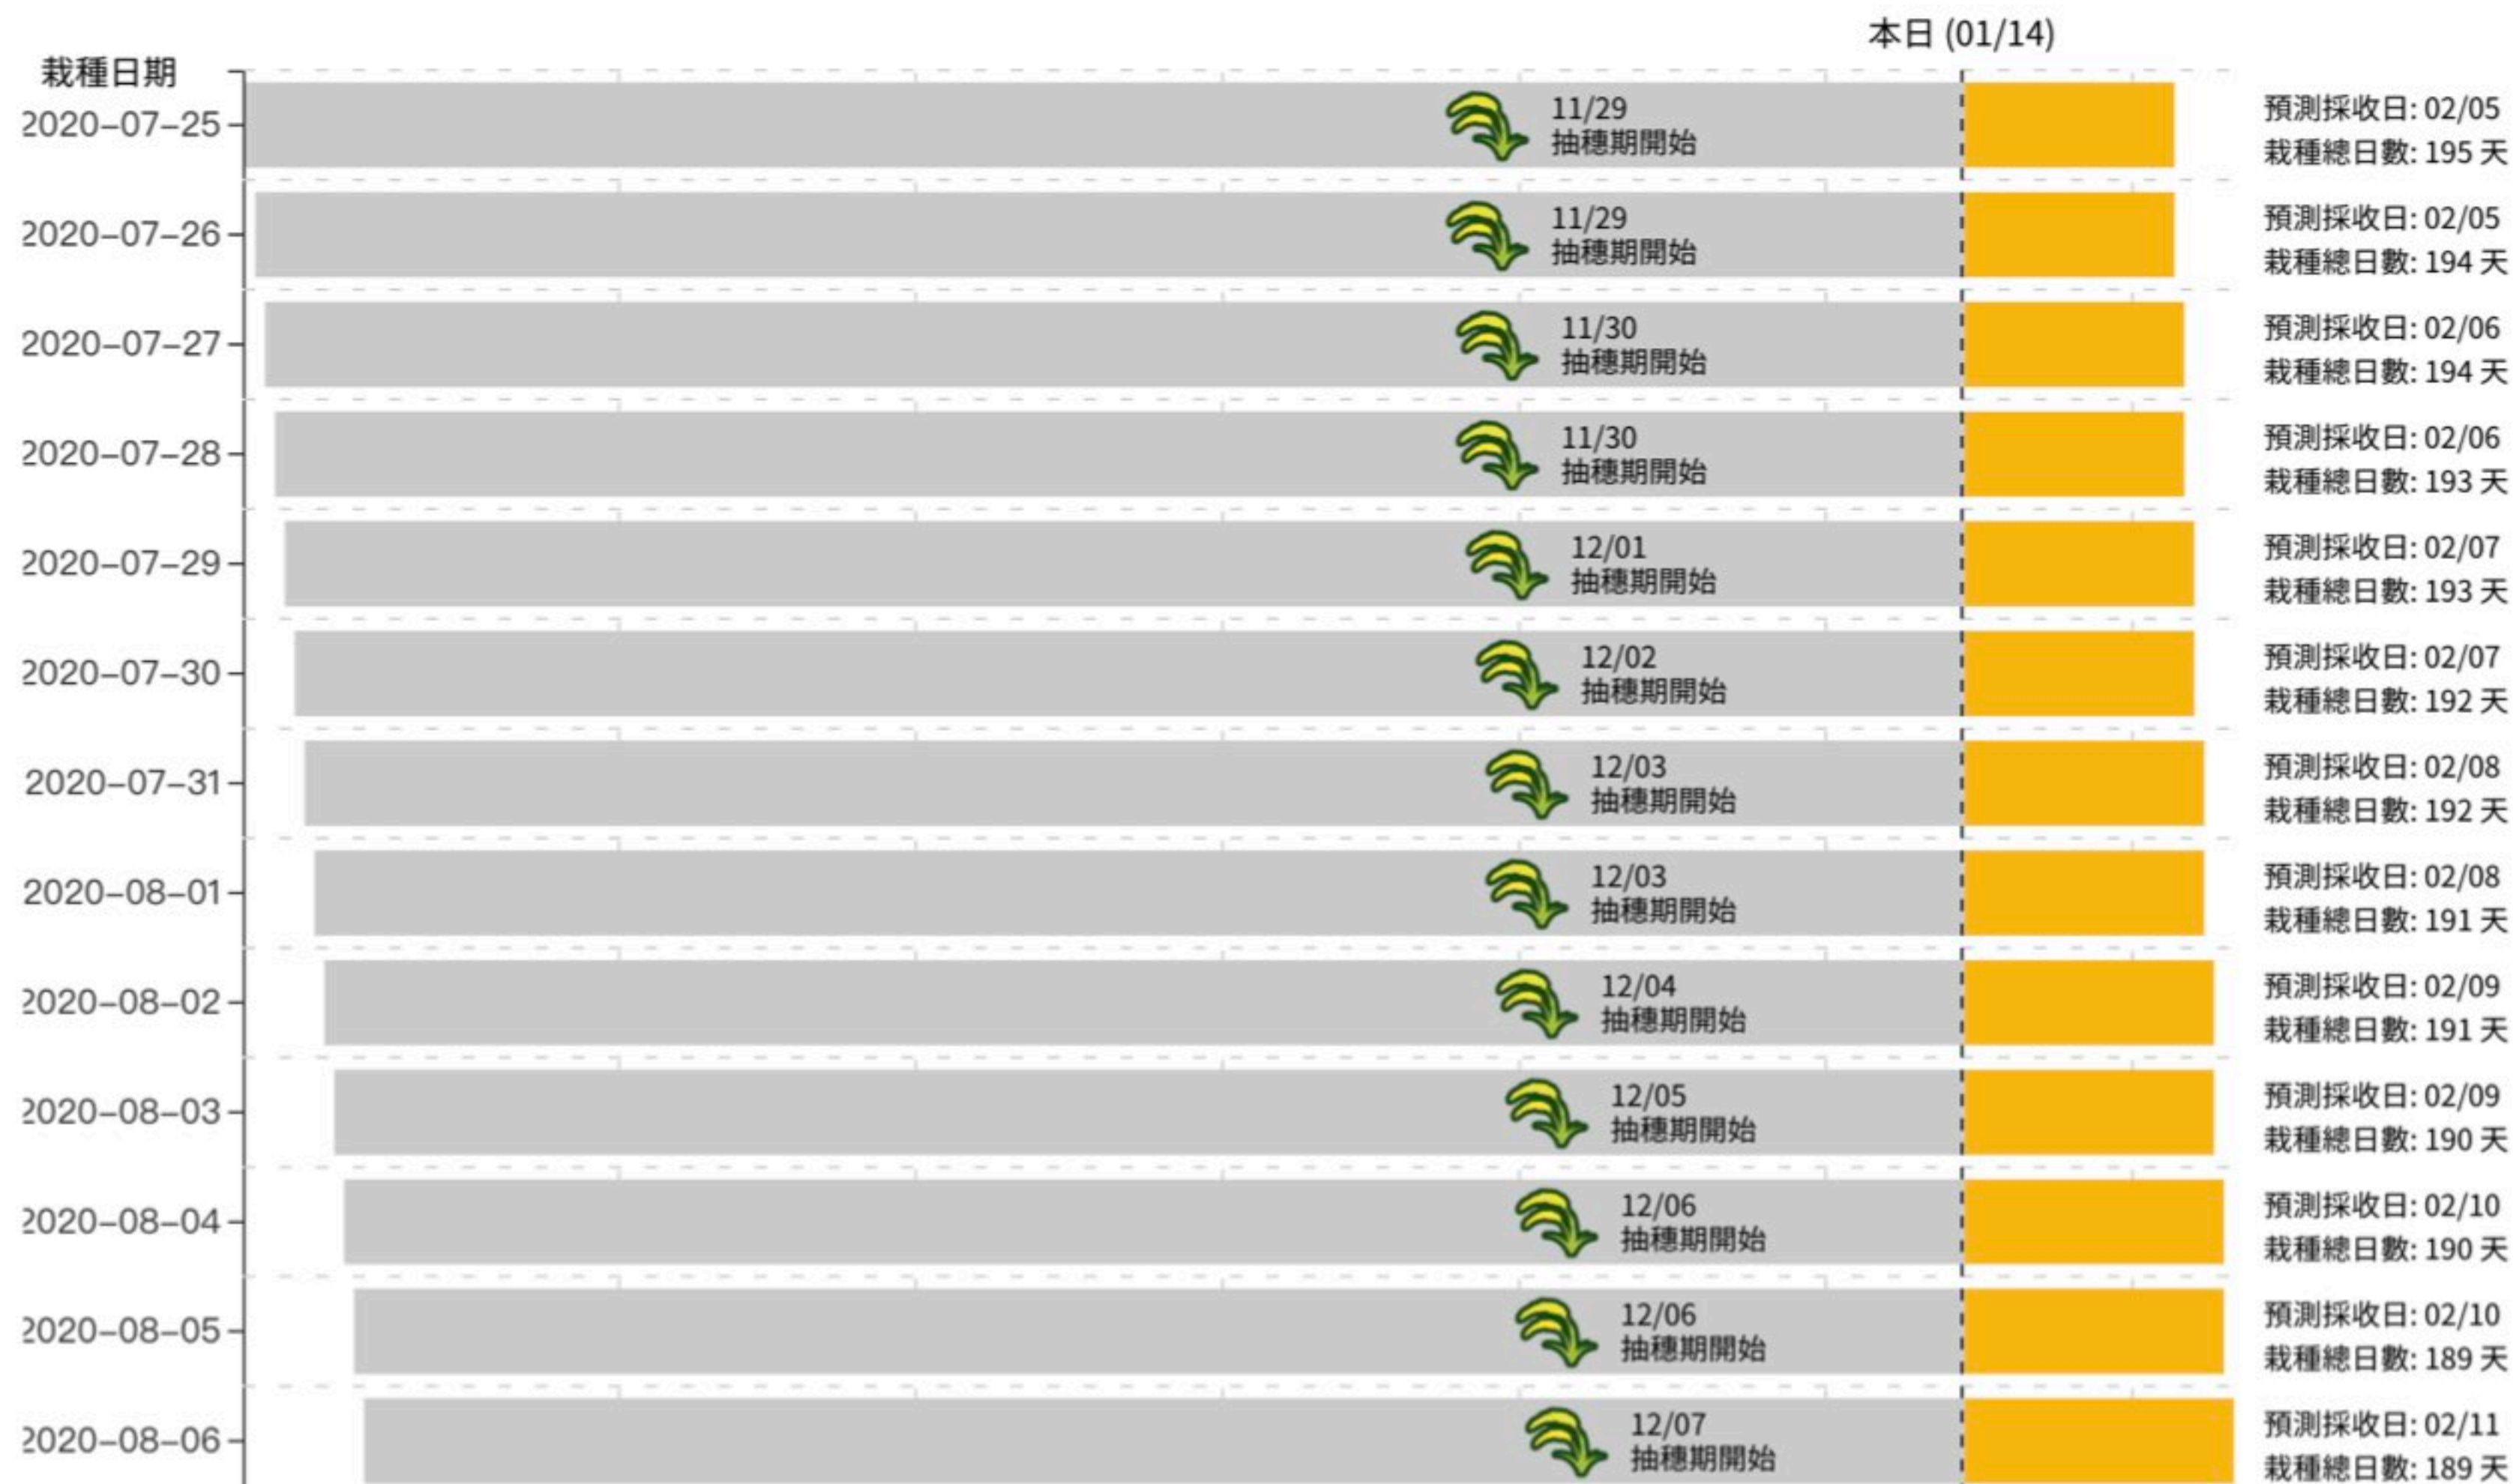 本日 (01/14)
栽種日期
2020-07-25
11/29
抽穗期開始
預測採收日: 02/05
栽種總日數: 195 天
2020-07-26
11/29
抽穗期開始
預測採收日: 02/05
栽種總日數: 194 天
2020-07-27
11/30
抽穗期開始
預測採收日: 02/06
栽種總日數: 194 天
2020-07-28
11/30
抽穗期開始
預測採收日: 02/06
栽種總日數: 193 天
2020-07-29
12/01
抽穗期開始
預測採收日: 02/07
栽種總日數: 193 天
2020-07-30
12/02
抽穗期開始
預測採收日: 02/07
栽種總日數: 192 天
2020-07-31
12/03
抽穗期開始
預測採收日: 02/08
栽種總日數: 192 天
2020-08-01
12/03
抽穗期開始
預測採收日: 02/08
栽種總日數: 191 天
2020-08-02
12/04
抽穗期開始
預測採收日: 02/09
栽種總日數: 191 天
2020-08-03
12/05
抽穗期開始
預測採收日: 02/09
栽種總日數: 190 天
2020-08-04
12/06
抽穗期開始
預測採收日: 02/10
栽種總日數: 190 天
2020-08-05
12/06
抽穗期開始
預測採收日: 02/10
栽種總日數: 189 天
2020-08-06
12/07
抽穗期開始
預測採收日: 02/11
栽種總日數: 189 天